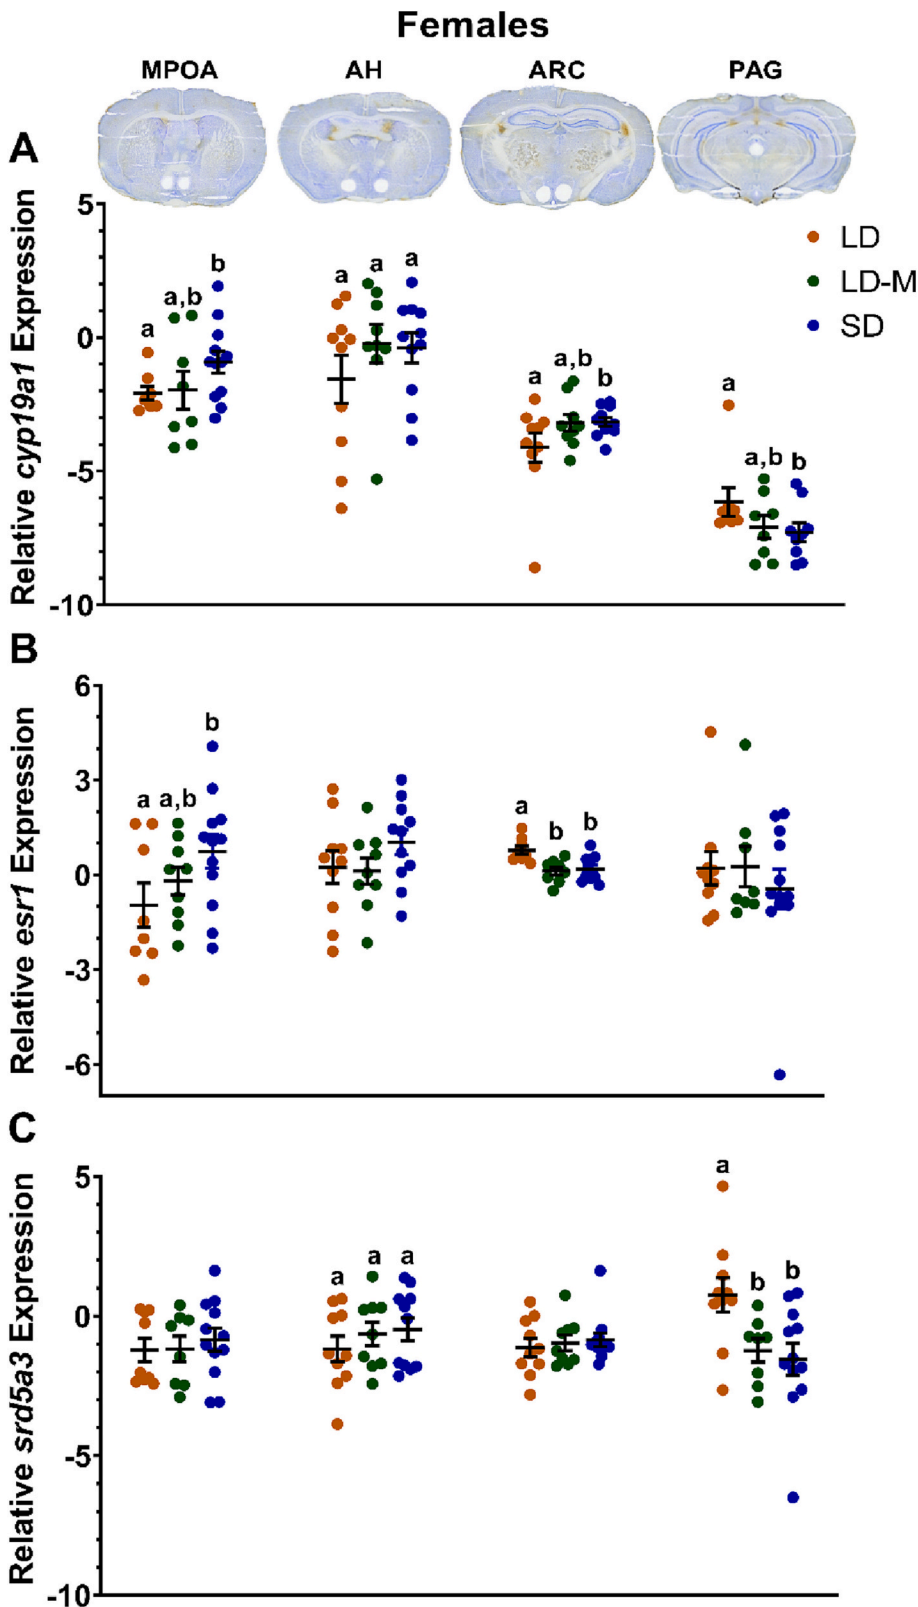 Females
MPOA AH ARC PAG
A
Relative cyp19a1 Expression
5
0
-5
-10
LD
LD-M
SD
a a,b b
a a a
a a,b b
a a,b b
B
Relative esr1 Expression
6
3
0
-3
-6
a a,b b
a b b
C
Relative srd5a3 Expression
5
0
-5
-10
a a a
a b b